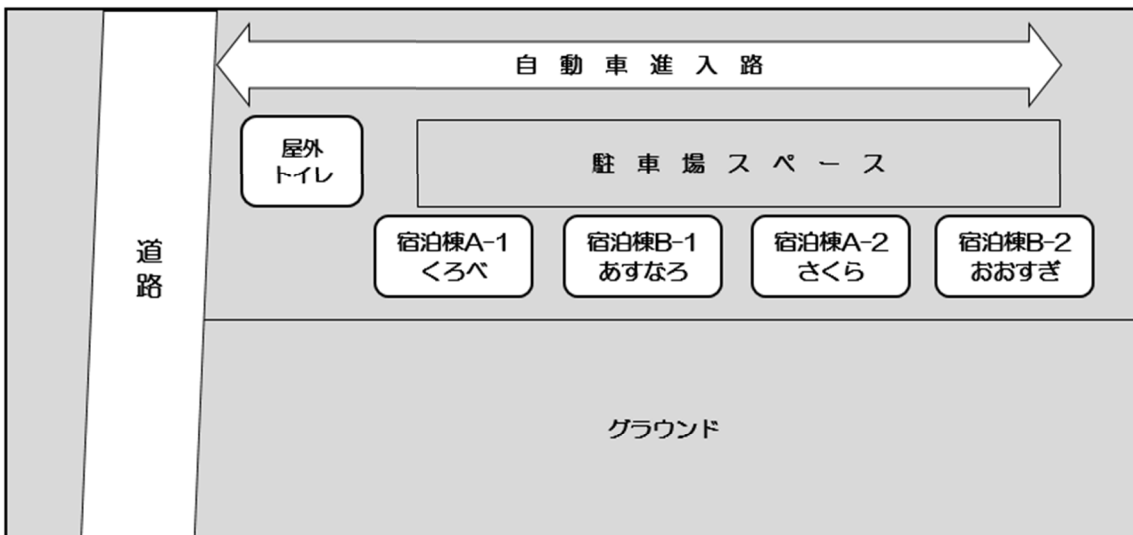 自動車進入路
屋外
トイレ
駐車場スペース
宿泊棟A-1
くろべ
宿泊棟B-1
あすなろ
宿泊棟A-2
さくら
宿泊棟B-2
おおすぎ
道路
グラウンド